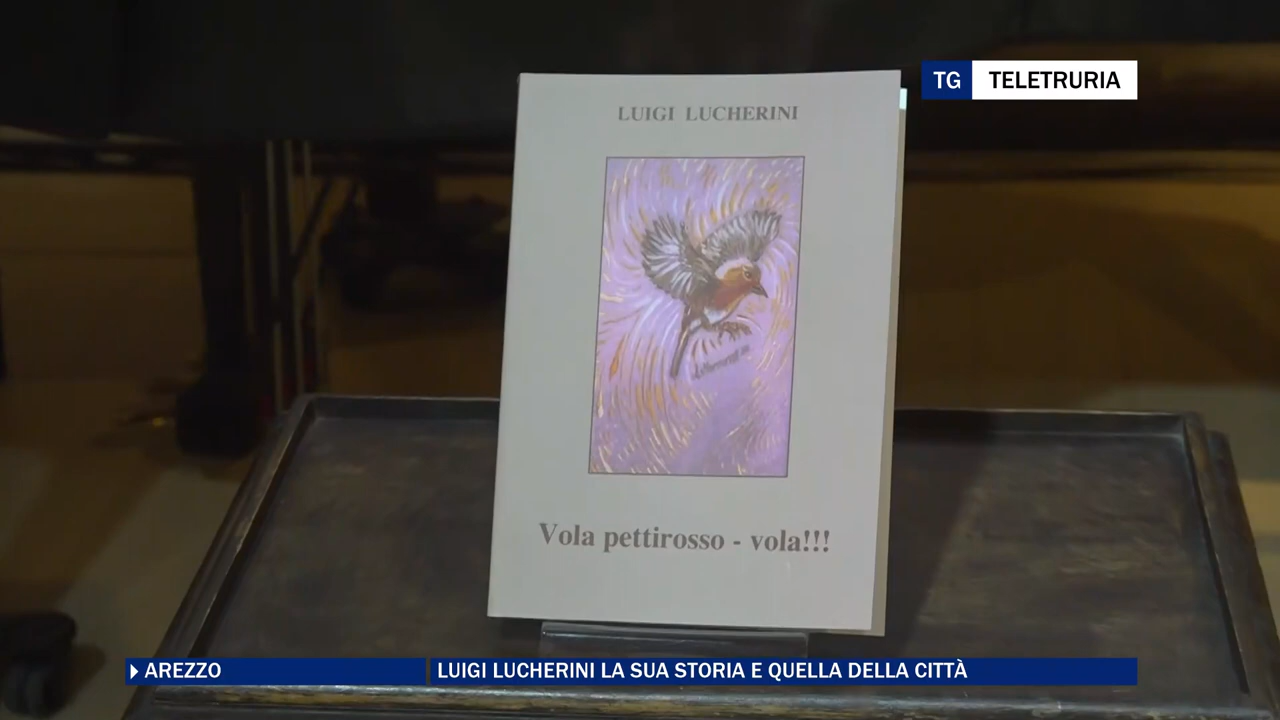 TG TELETRURIA
LUIGI LUCHERINI
Vola pettirosso - vola!!!
AREZZO
LUIGI LUCHERINI LA SUA STORIA E QUELLA DELLA CITTÀ